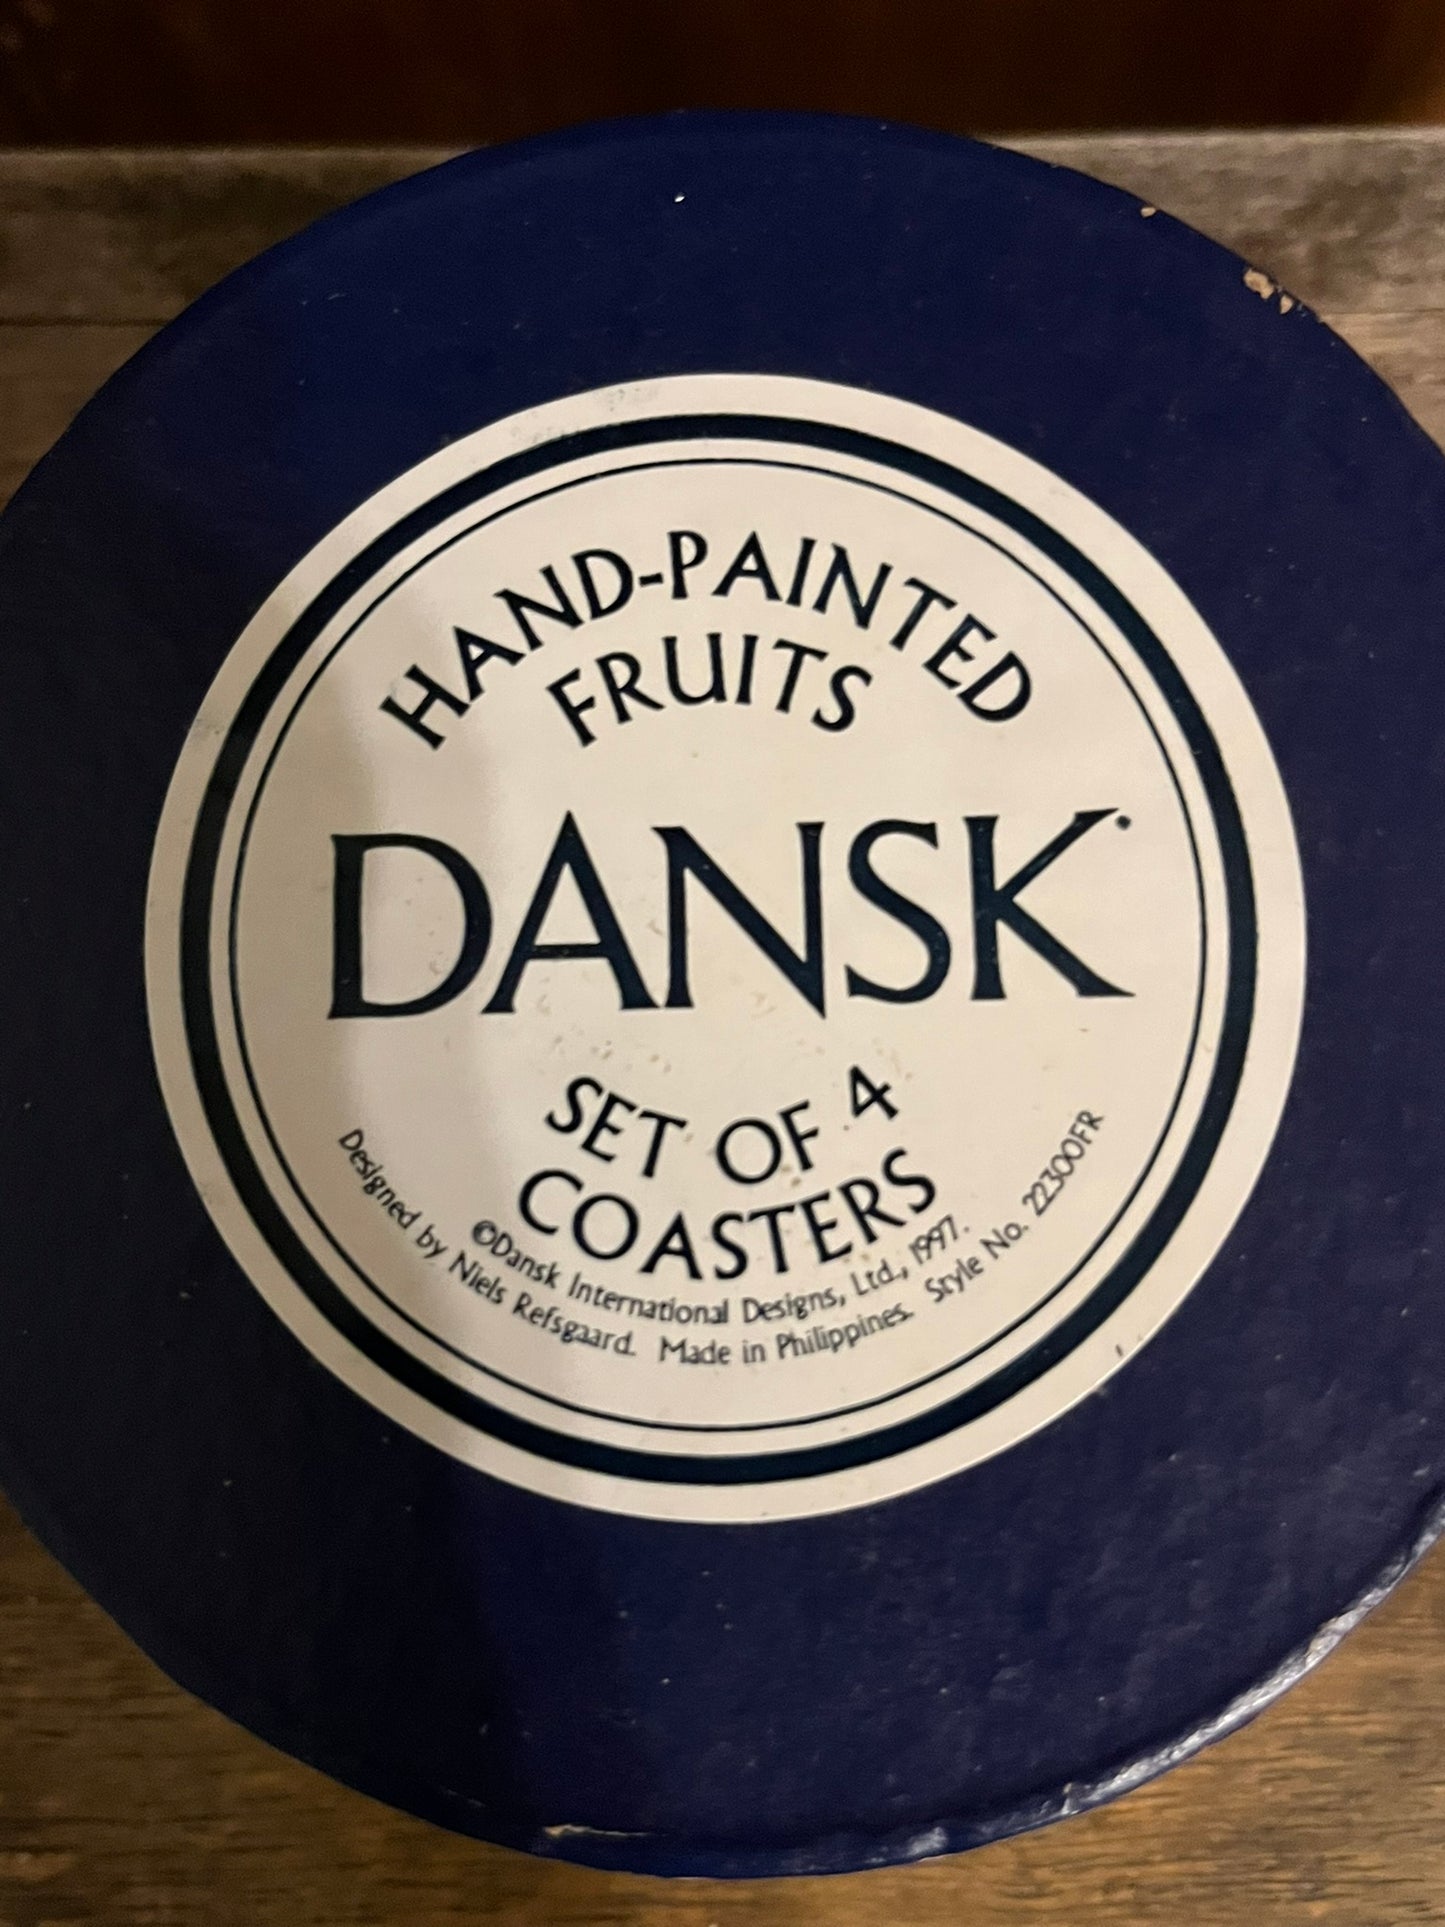 HAND-PAINTED
FRUITS
DANSK
SET OF 4
COASTERS
©Dansk International Designs, Ltd., 1997.
Designed by Niels Refsgaard. Made in Philippines. Style No. 22300FR